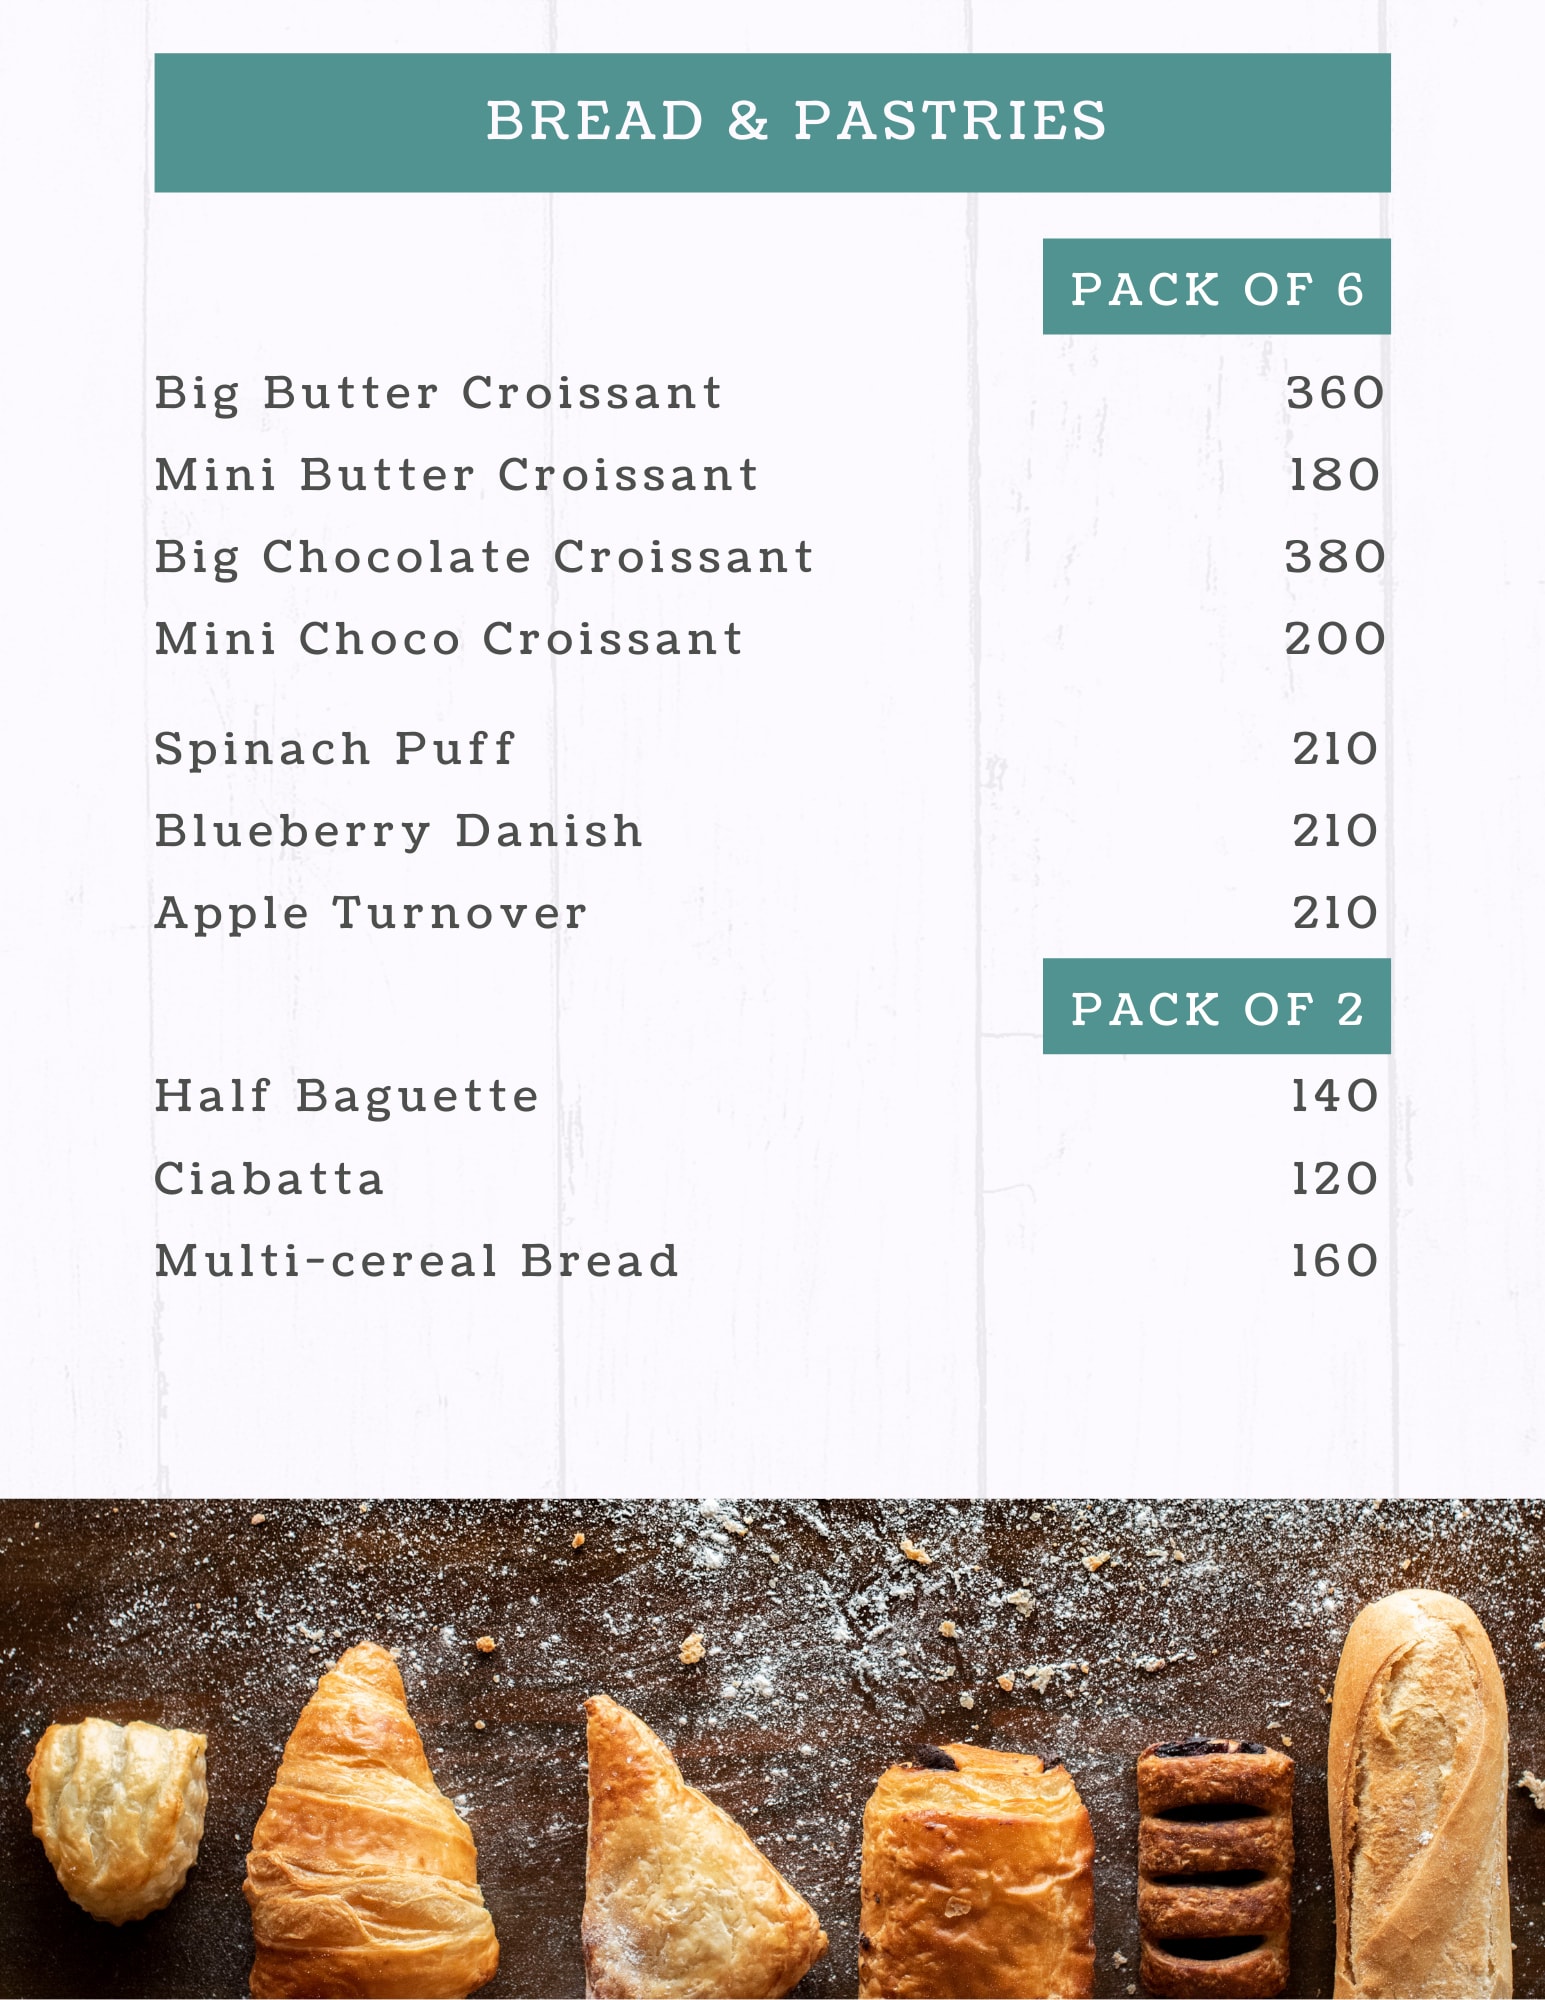 BREAD & PASTRIES
PACK OF 6
Big Butter Croissant 360
Mini Butter Croissant 180
Big Chocolate Croissant 380
Mini Choco Croissant 200
Spinach Puff 210
Blueberry Danish 210
Apple Turnover 210
PACK OF 2
Half Baguette 140
Ciabatta 120
Multi-cereal Bread 160